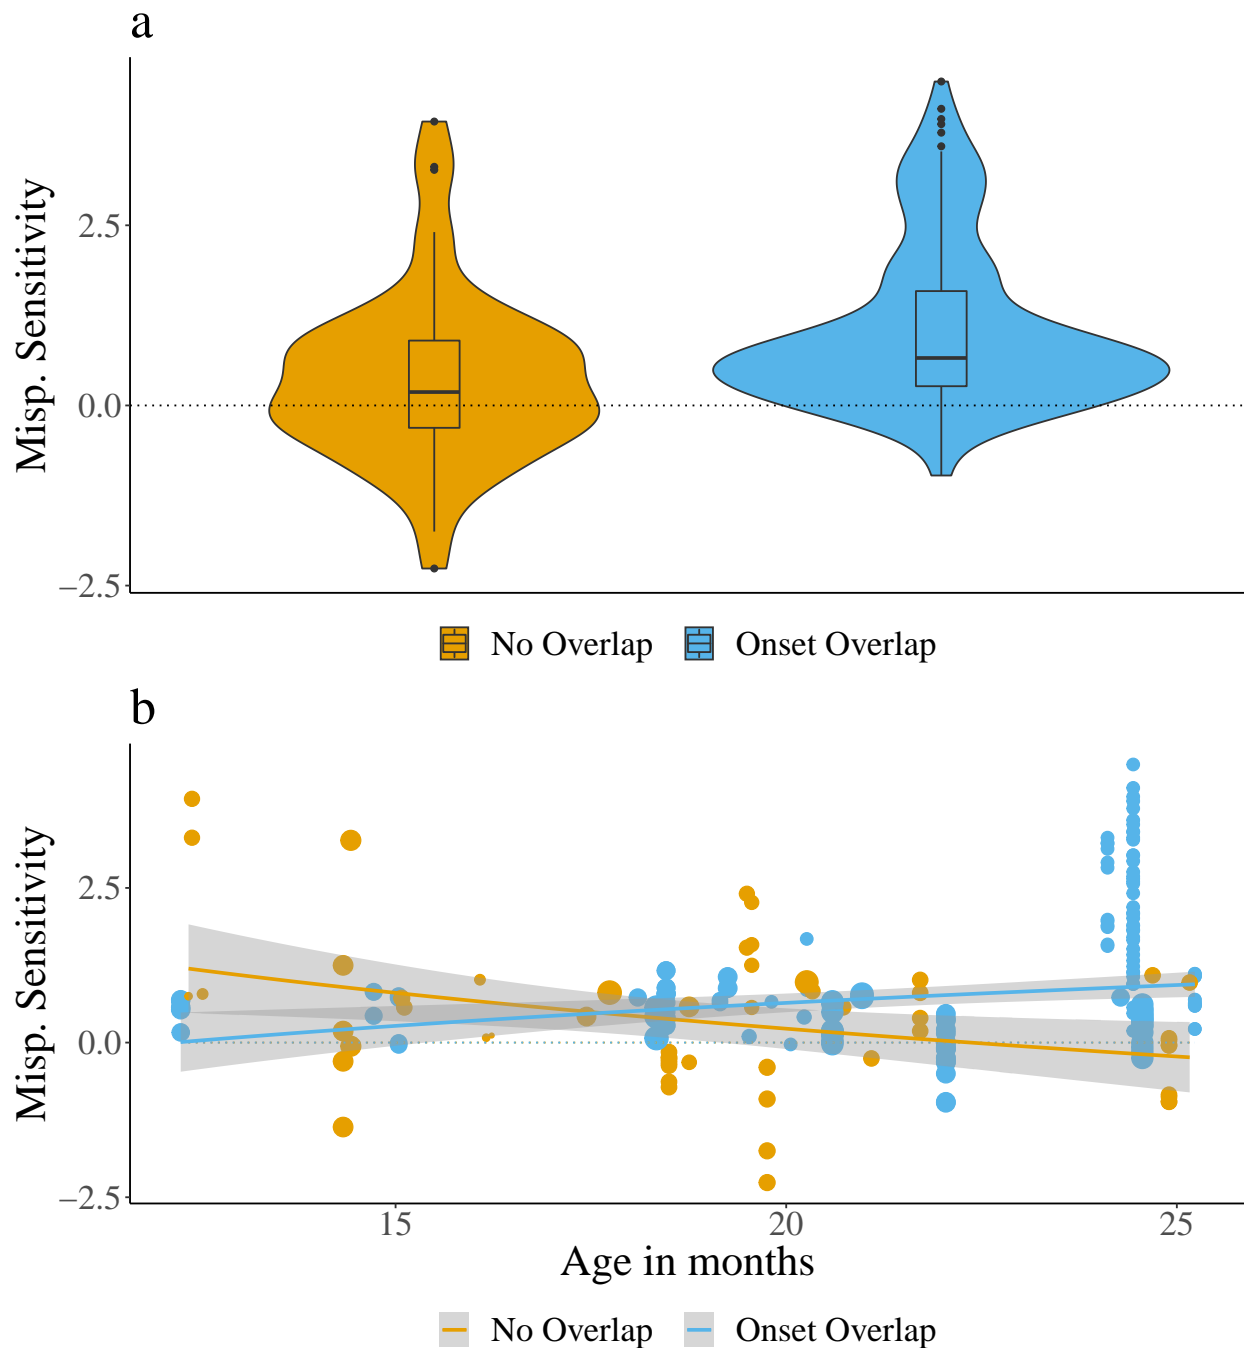 a
Misp. Sensitivity
2.5
0.0
−2.5
No Overlap
Onset Overlap
b
Misp. Sensitivity
2.5
0.0
−2.5
15
20
25
Age in months
No Overlap
Onset Overlap